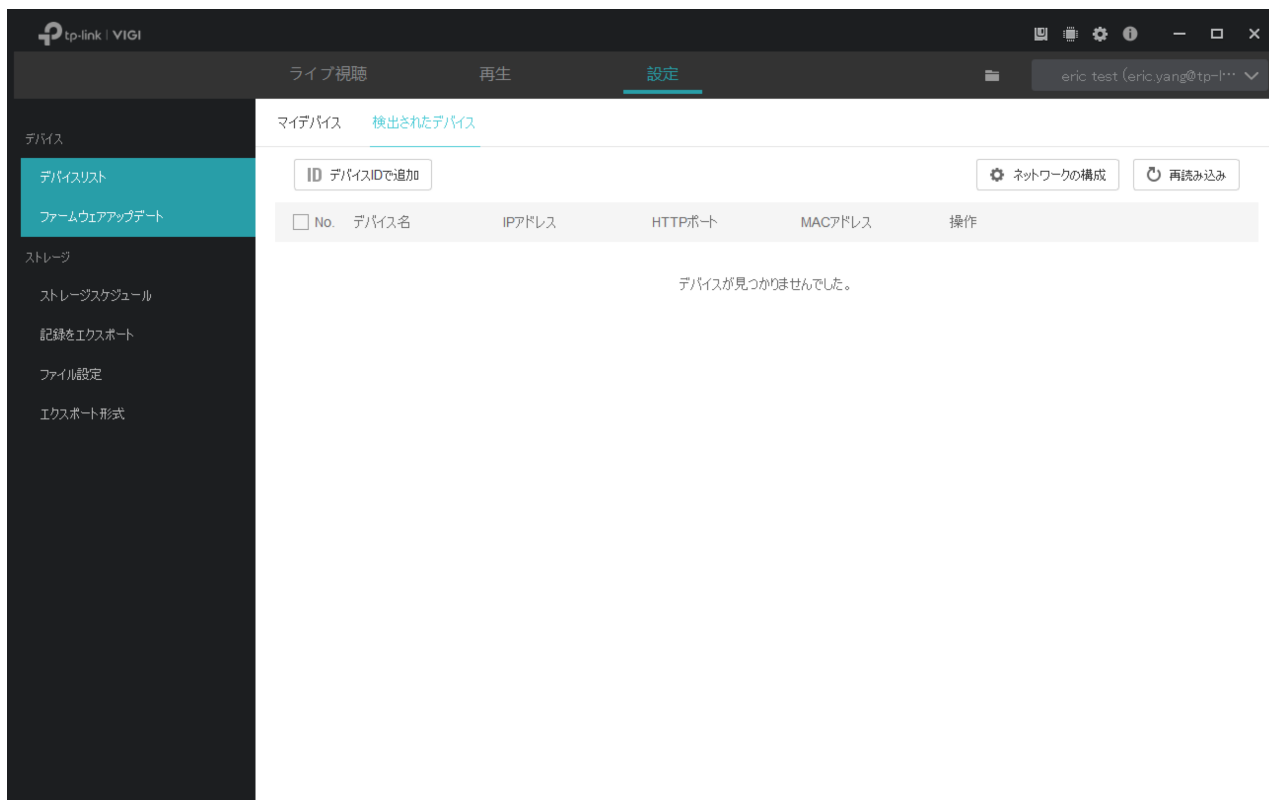 tp-link | VIGI
ライブ視聴 再生 設定 eric test (eric.yang@tp-l…
デバイス
デバイスリスト
ファームウェアアップデート
ストレージ
ストレージスケジュール
記録をエクスポート
ファイル設定
エクスポート形式
マイデバイス 検出されたデバイス
ID デバイスIDで追加 ネットワークの構成 再読み込み
No. デバイス名 IPアドレス HTTPポート MACアドレス 操作
デバイスが見つかりませんでした。